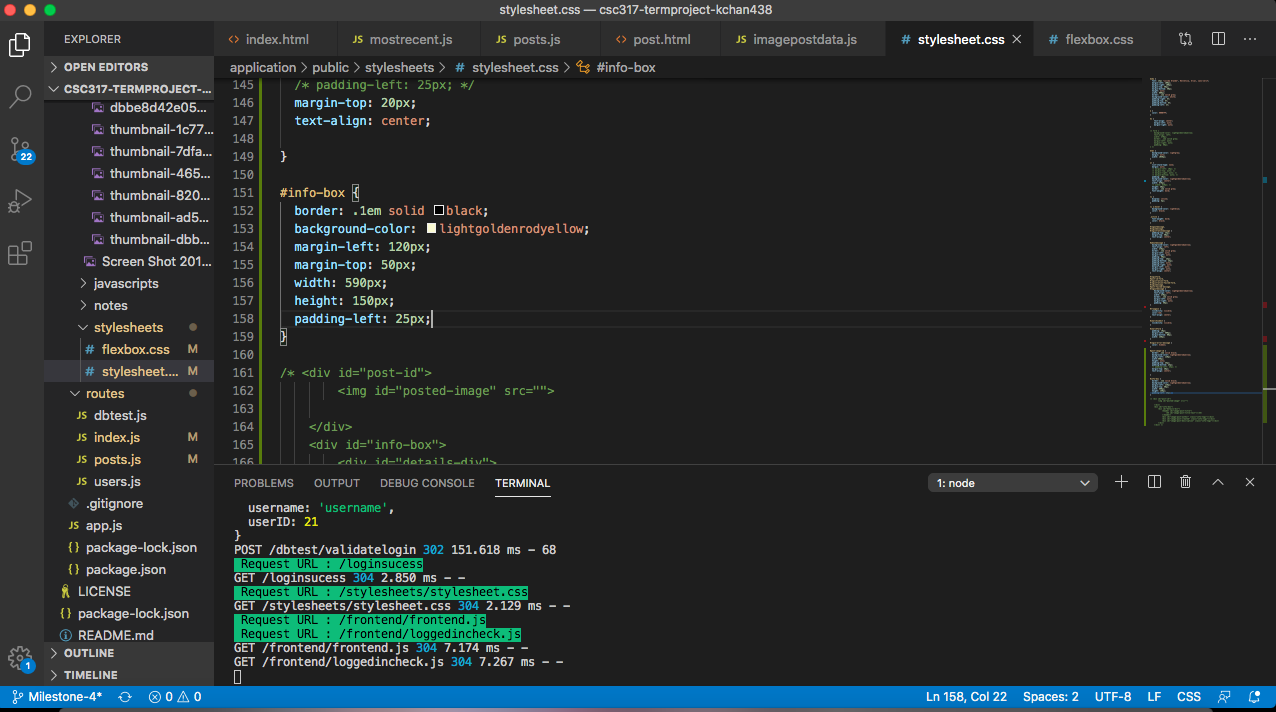 stylesheet.css — csc317-termproject-kchan438
EXPLORER
<> index.html
JS mostrecent.js
JS posts.js
<> post.html
JS imagepostdata.js
# stylesheet.css
# flexbox.css
OPEN EDITORS
CSC317-TERMPROJECT-...
dbbe8d42e05...
thumbnail-1c77...
thumbnail-7dfa...
thumbnail-465...
thumbnail-820...
thumbnail-ad5...
thumbnail-dbb...
Screen Shot 201...
javascripts
notes
stylesheets
# flexbox.css M
# stylesheet.... M
routes
JS dbtest.js
JS index.js M
JS posts.js M
JS users.js
.gitignore
JS app.js
{} package-lock.json
{} package.json
LICENSE
{} package-lock.json
README.md
OUTLINE
TIMELINE
22
1
application > public > stylesheets > # stylesheet.css > #info-box
145 /* padding-left: 25px; */
146 margin-top: 20px;
147 text-align: center;
148
149 }
150
151 #info-box {
152 border: .1em solid black;
153 background-color: lightgoldenrodyellow;
154 margin-left: 120px;
155 margin-top: 50px;
156 width: 590px;
157 height: 150px;
158 padding-left: 25px;
159 }
160
161 /* <div id="post-id">
162 <img id="posted-image" src="">
163
164 </div>
165 <div id="info-box">
166 <div id="details-div">
PROBLEMS OUTPUT DEBUG CONSOLE TERMINAL
1: node
username: 'username',
userID: 21
}
POST /dbtest/validatelogin 302 151.618 ms - 68
Request URL : /loginsucess
GET /loginsucess 304 2.850 ms - -
Request URL : /stylesheets/stylesheet.css
GET /stylesheets/stylesheet.css 304 2.129 ms - -
Request URL : /frontend/frontend.js
Request URL : /frontend/loggedincheck.js
GET /frontend/frontend.js 304 7.174 ms - -
GET /frontend/loggedincheck.js 304 7.267 ms - -
Milestone-4* 0 0
Ln 158, Col 22 Spaces: 2 UTF-8 LF CSS